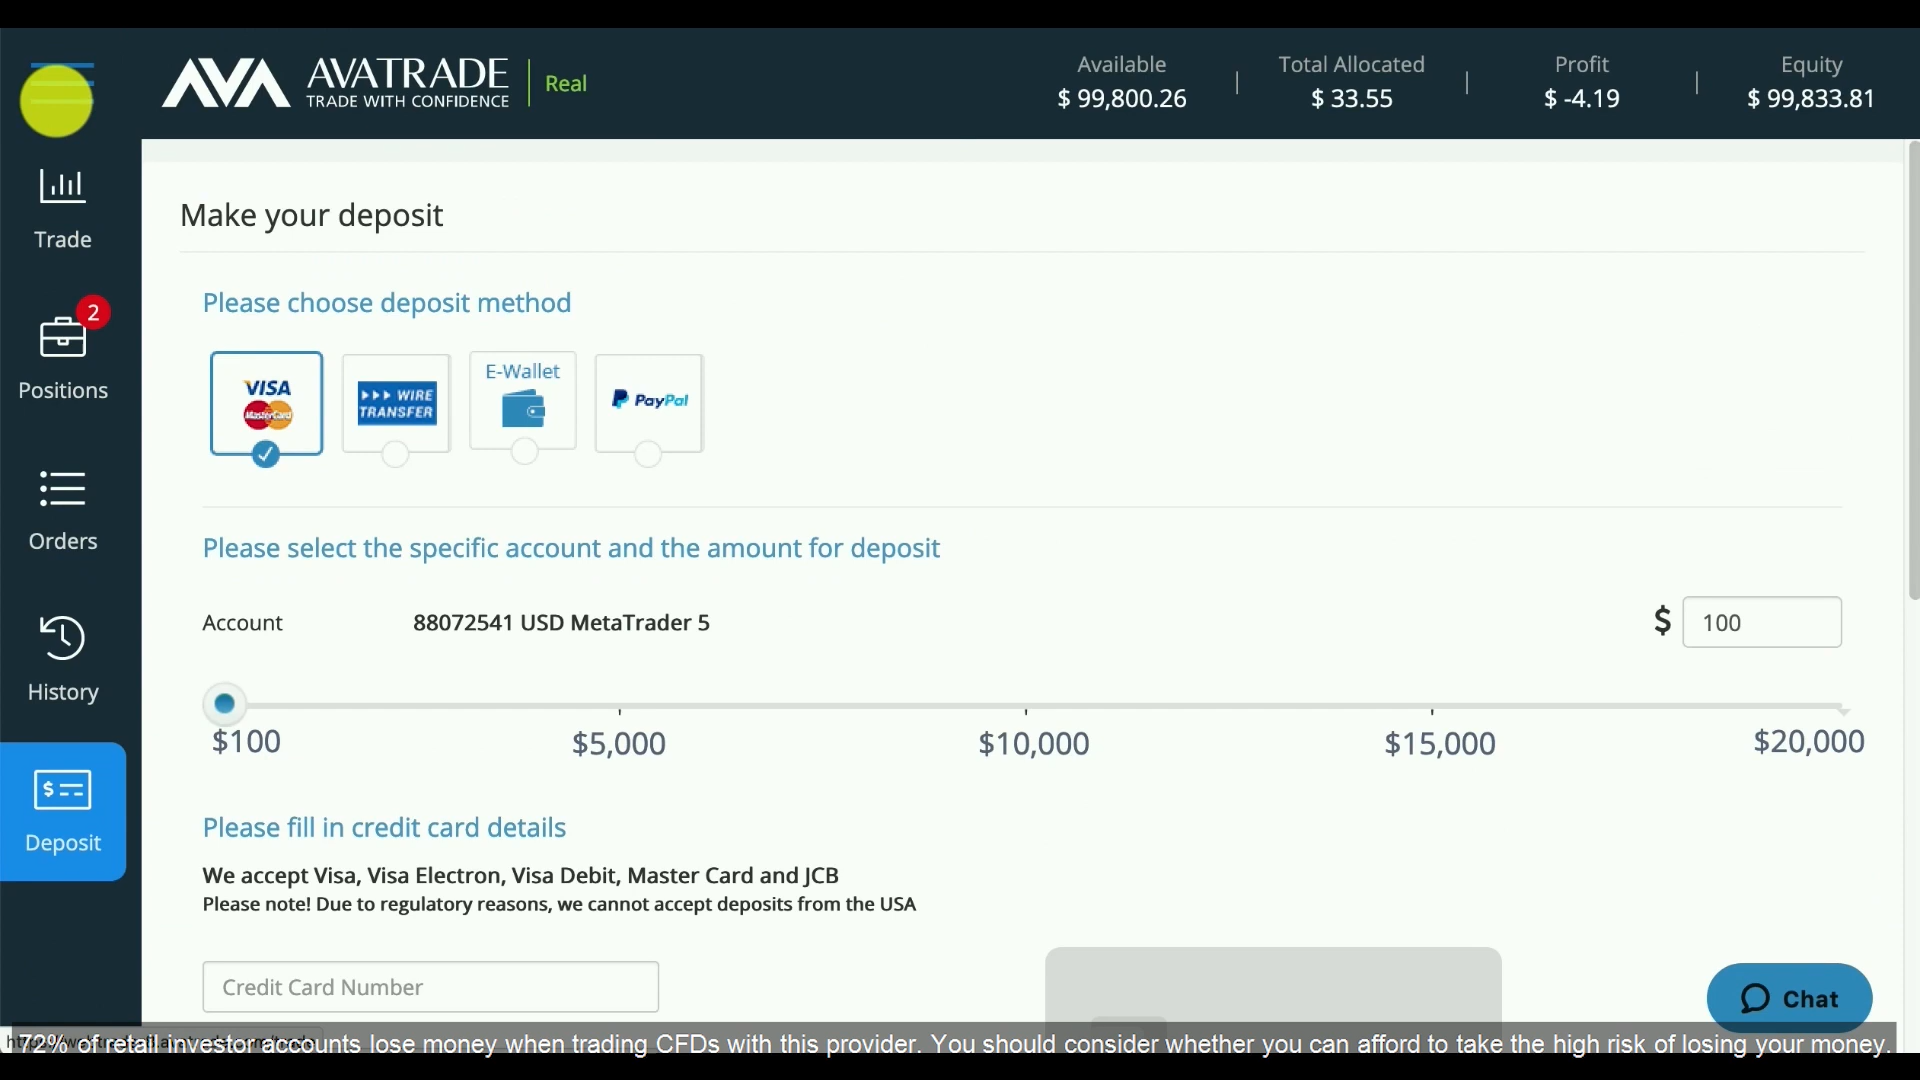 AVATRADE
TRADE WITH CONFIDENCE
Real
Available
$ 99,800.26
Total Allocated
$ 33.55
Profit
$ -4.19
Equity
$ 99,833.81
Trade
2
Positions
Orders
History
Deposit
Make your deposit
Please choose deposit method
VISA
MasterCard
WIRE
TRANSFER
E-Wallet
PayPal
Please select the specific account and the amount for deposit
Account
88072541 USD MetaTrader 5
$ 100
$100
$5,000
$10,000
$15,000
$20,000
Please fill in credit card details
We accept Visa, Visa Electron, Visa Debit, Master Card and JCB
Please note! Due to regulatory reasons, we cannot accept deposits from the USA
Credit Card Number
Chat
72% of retail investor accounts lose money when trading CFDs with this provider. You should consider whether you can afford to take the high risk of losing your money.